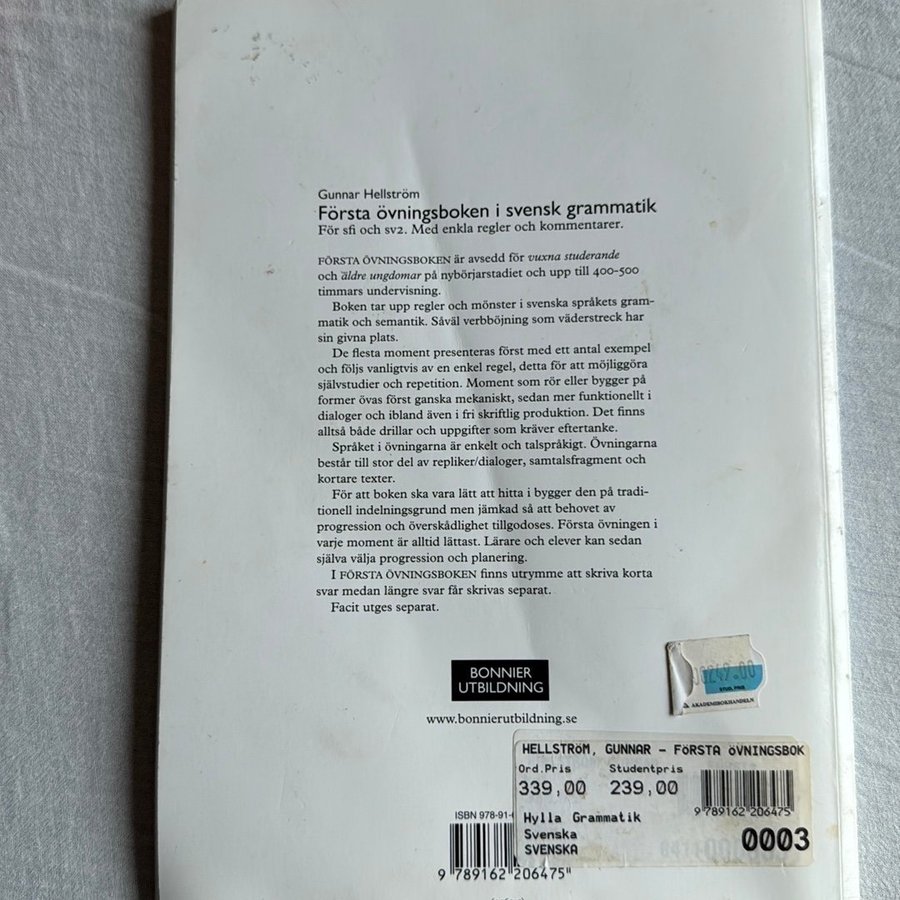 Gunnar Hellström
Första övningsboken i svensk grammatik
För sfi och sv2. Med enkla regler och kommentarer.
FÖRSTA ÖVNINGSBOKEN är avsedd för vuxna studerande
och äldre ungdomar på nybörjarstadiet och upp till 400-500
timmars undervisning.
Boken tar upp regler och mönster i svenska språkets gram-
matik och semantik. Såväl verbböjning som väderstreck har
sin givna plats.
De flesta moment presenteras först med ett antal exempel
och följs vanligtvis av en enkel regel, detta för att möjliggöra
självstudier och repetition. Moment som rör eller bygger på
former övas först ganska mekaniskt, sedan mer funktionellt i
dialoger och ibland även i fri skriftlig produktion. Det finns
alltså både drillar och uppgifter som kräver eftertanke.
Språket i övningarna är enkelt och talspråkigt. Övningarna
består till stor del av repliker/dialoger, samtalsfragment och
kortare texter.
För att boken ska vara lätt att hitta i bygger den på tradi-
tionell indelningsgrund men jämkad så att behovet av
progression och överskådlighet tillgodoses. Första övningen i
varje moment är alltid lättast. Lärare och elever kan sedan
själva välja progression och planering.
I FÖRSTA ÖVNINGSBOKEN finns utrymme att skriva korta
svar medan längre svar får skrivas separat.
Facit utges separat.
BONNIER
UTBILDNING
www.bonnierutbildning.se
STUD. PRIS
AKADEMIBOKHANDELN
HELLSTRÖM, GUNNAR - FÖRSTA ÖVNINGSBOK
Ord.Pris Studentpris
339,00 239,00
9 789162 206475
Hylla Grammatik
Svenska
SVENSKA
0003
ISBN 978-91-
9 789162 206475